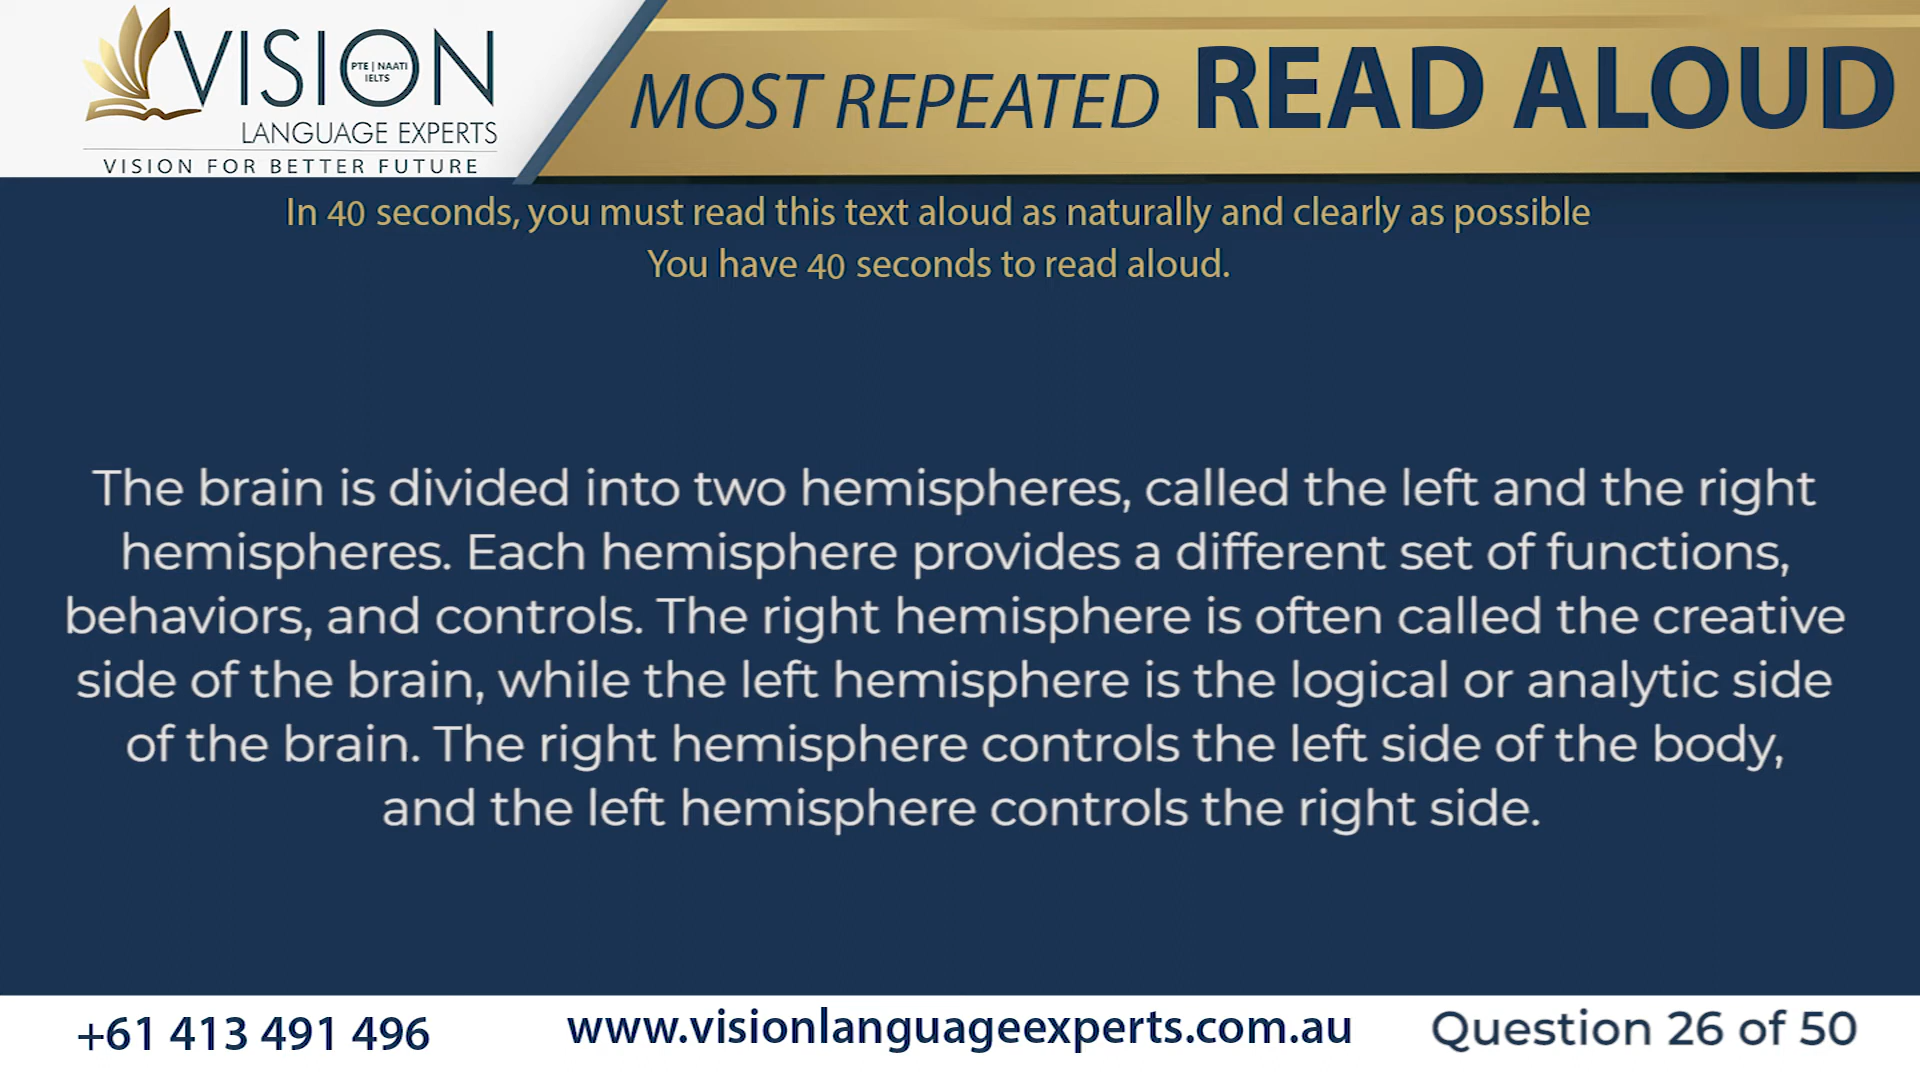 VISION
PTE | NAATI
IELTS
LANGUAGE EXPERTS
VISION FOR BETTER FUTURE
MOST REPEATED READ ALOUD
In 40 seconds, you must read this text aloud as naturally and clearly as possible
You have 40 seconds to read aloud.
The brain is divided into two hemispheres, called the left and the right
hemispheres. Each hemisphere provides a different set of functions,
behaviors, and controls. The right hemisphere is often called the creative
side of the brain, while the left hemisphere is the logical or analytic side
of the brain. The right hemisphere controls the left side of the body,
and the left hemisphere controls the right side.
+61 413 491 496
www.visionlanguageexperts.com.au
Question 26 of 50